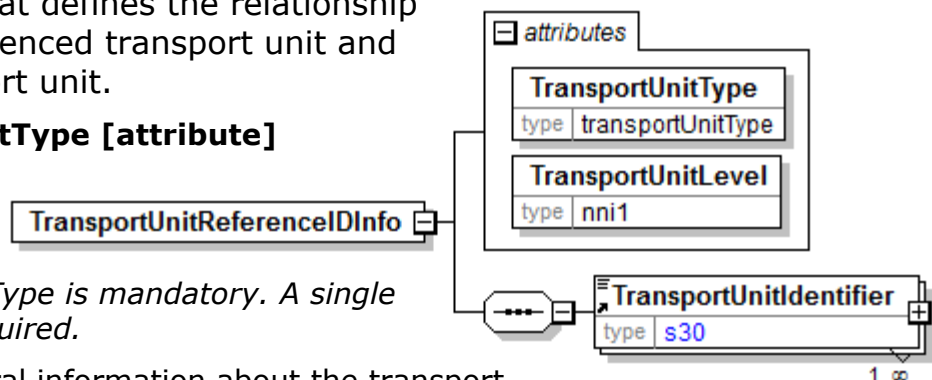 at defines the relationship
enced transport unit and
rt unit.
tType [attribute]
Type is mandatory. A single
uired.
al information about the transport
attributes
TransportUnitType
type transportUnitType
TransportUnitLevel
type nni1
TransportUnitReferenceIDInfo
TransportUnitIdentifier
type s30
1..∞